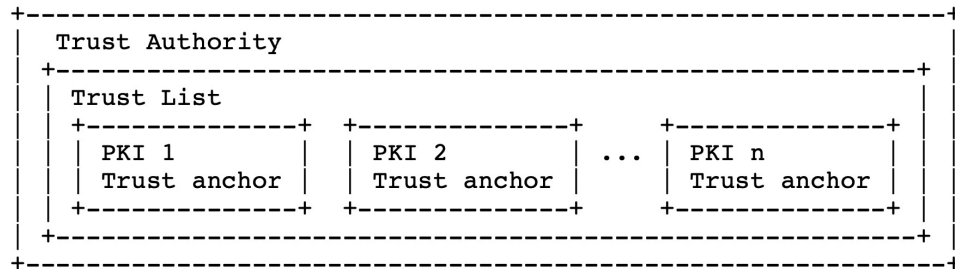 Trust Authority
Trust List
PKI 1 PKI 2 ... PKI n
Trust anchor Trust anchor Trust anchor